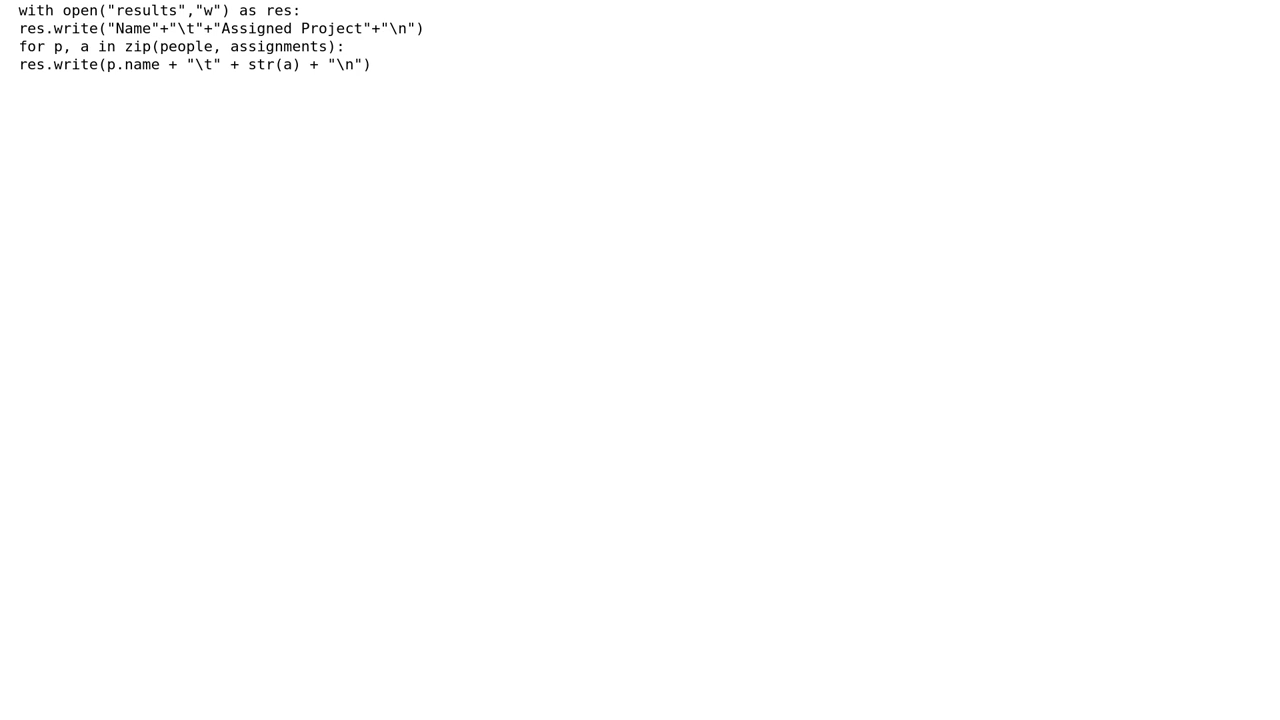 with open("results","w") as res:
res.write("Name"+"\t"+"Assigned Project"+"\n")
for p, a in zip(people, assignments):
res.write(p.name + "\t" + str(a) + "\n")